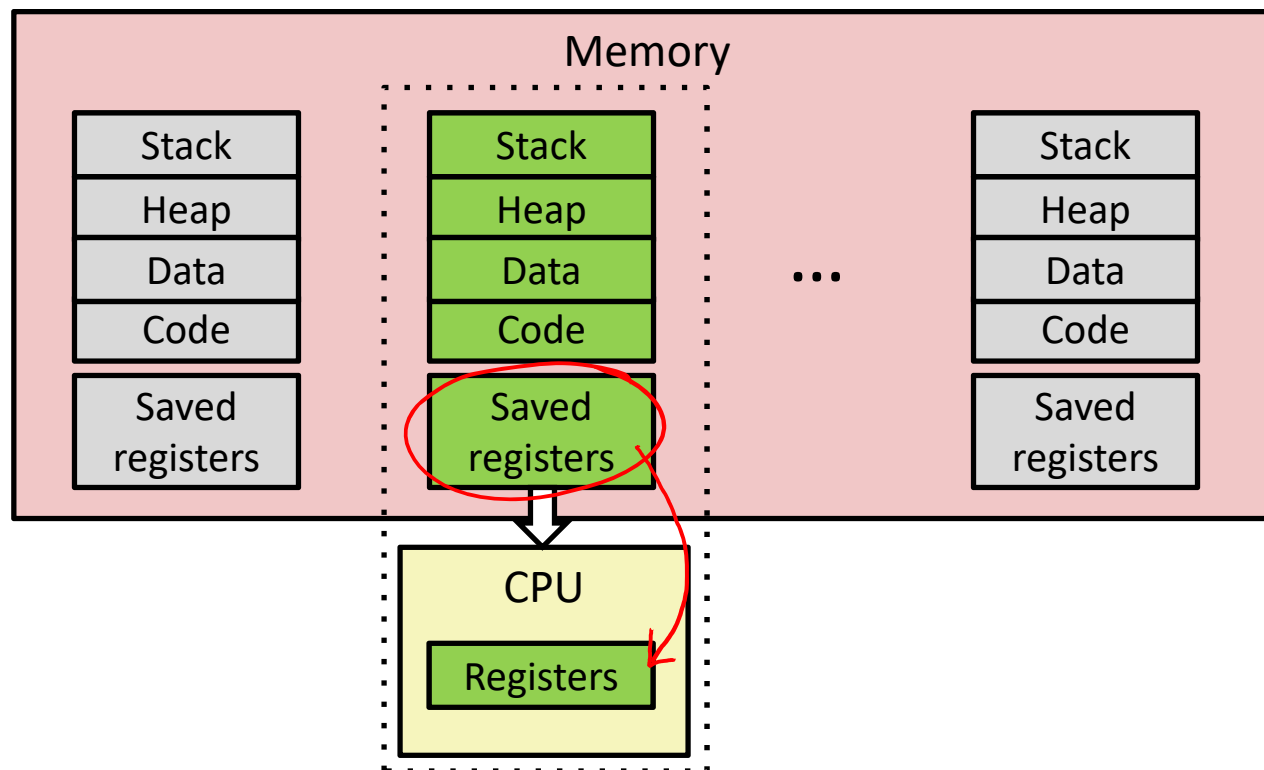 Memory
Stack
Heap
Data
Code
Saved
registers
Stack
Heap
Data
Code
Saved
registers
...
Stack
Heap
Data
Code
Saved
registers
CPU
Registers